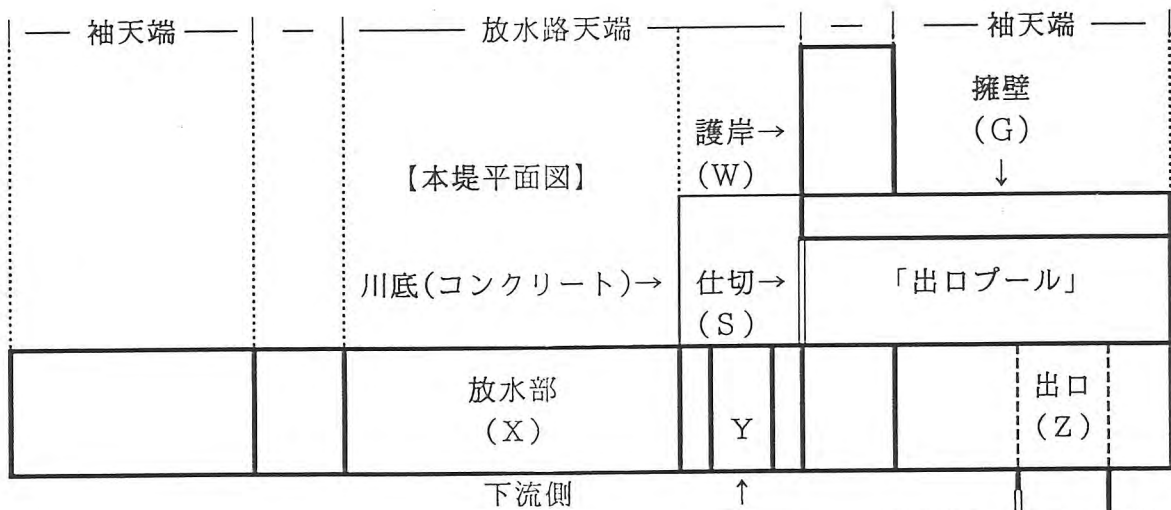 袖天端 放水路天端 袖天端
擁壁
(G)
↓
護岸→
(W)
【本堤平面図】
川底(コンクリート)→
仕切→
(S)
「出口プール」
放水部
(X)
Y
出口
(Z)
下流側 ↑